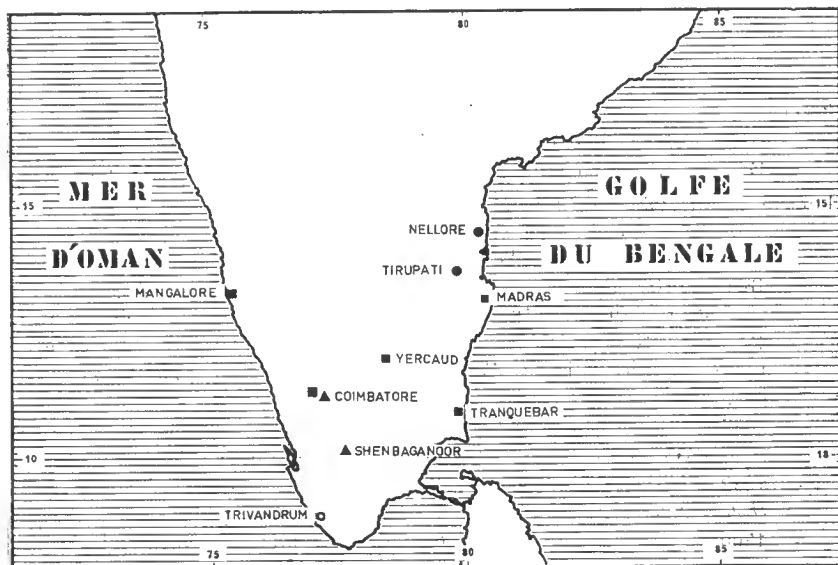 75
80
85
MER
GOLFE
15
15
NELLORE
D'OMAN
DU BENGALE
TIRUPATI
MANGALORE
MADRAS
YERCAUD
COIMBATORE
TRANQUEBAR
SHENBAGANOOR
10
18
TRIVANDRUM
75
80
85